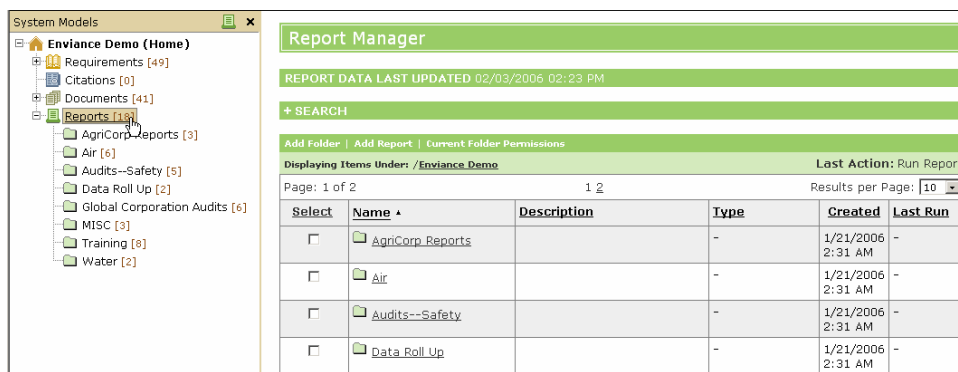 System Models
Enviance Demo (Home)
Requirements [49]
Citations [0]
Documents [41]
Reports [18]
AgriCorp Reports [3]
Air [6]
Audits--Safety [5]
Data Roll Up [2]
Global Corporation Audits [6]
MISC [3]
Training [8]
Water [2]
Report Manager
REPORT DATA LAST UPDATED 02/03/2006 02:23 PM
+ SEARCH
Add Folder | Add Report | Current Folder Permissions
Displaying Items Under: /Enviance Demo Last Action: Run Repor
Page: 1 of 2 1 2 Results per Page: 10
Select Name Description Type Created Last Run
AgriCorp Reports - 1/21/2006 -
2:31 AM
Air - 1/21/2006 -
2:31 AM
Audits--Safety - 1/21/2006 -
2:31 AM
Data Roll Up - 1/21/2006 -
2:31 AM